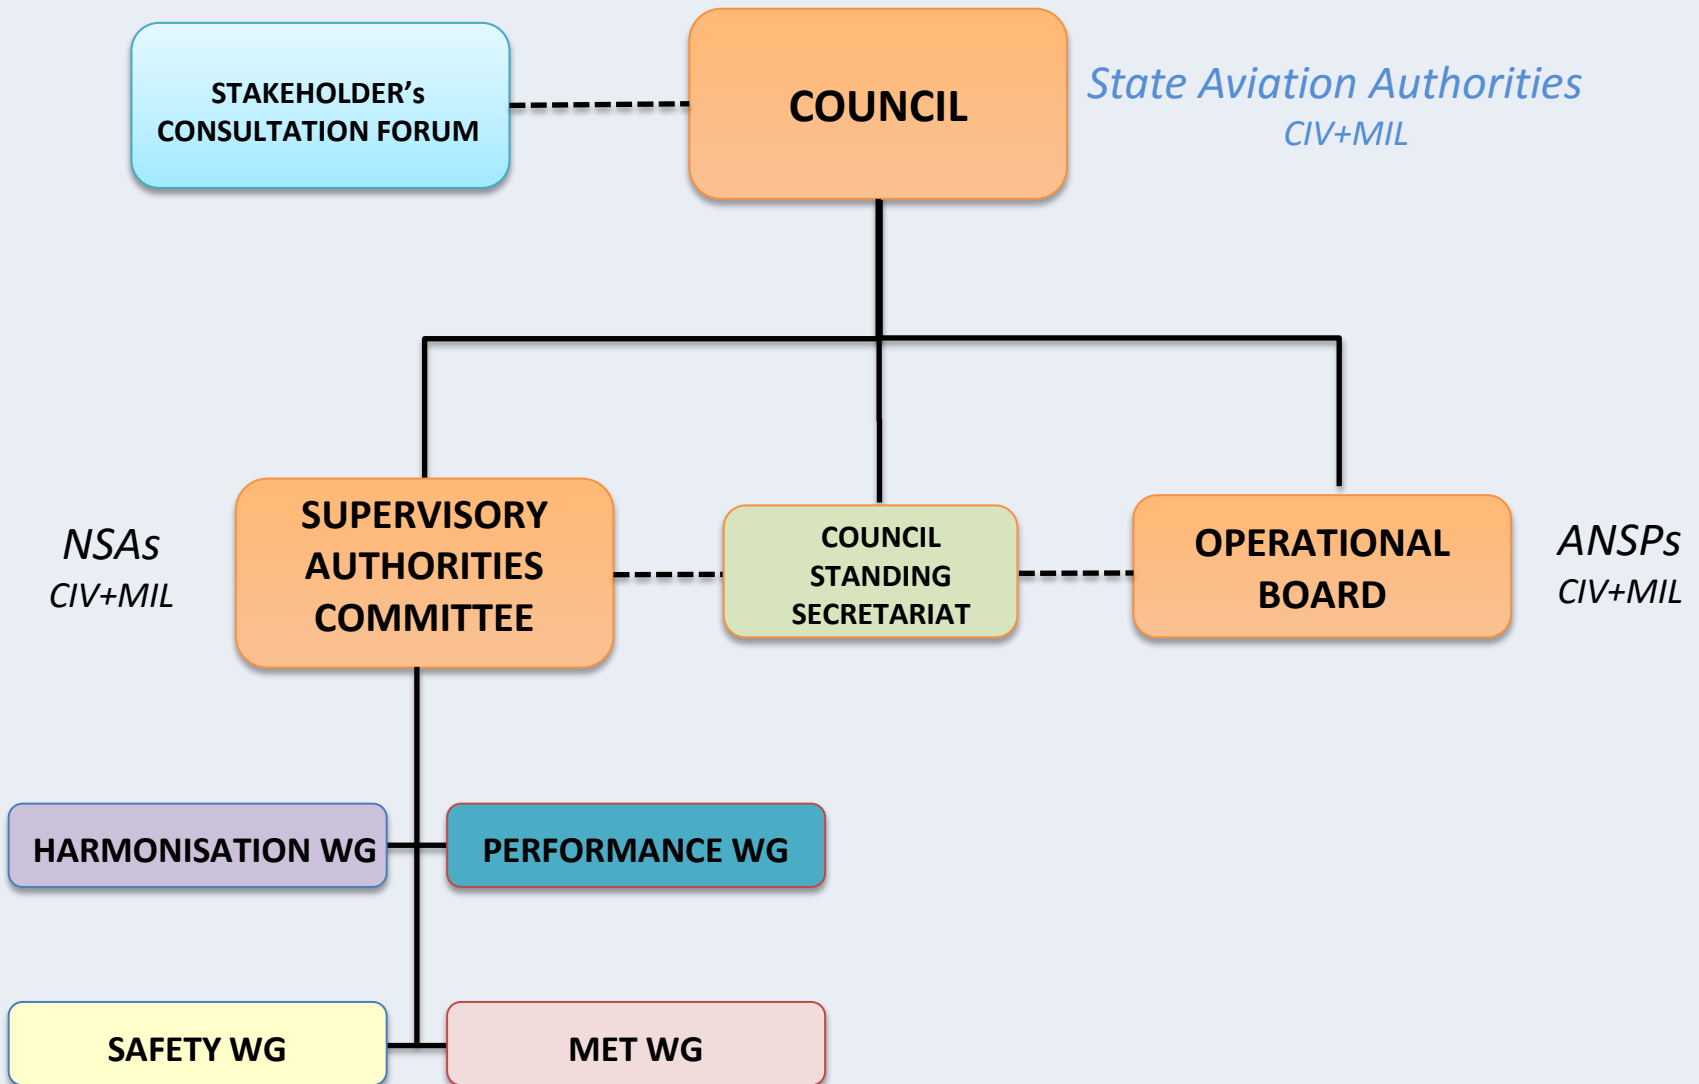 STAKEHOLDER's
CONSULTATION FORUM
COUNCIL
State Aviation Authorities
CIV+MIL
NSAs
CIV+MIL
SUPERVISORY
AUTHORITIES
COMMITTEE
COUNCIL
STANDING
SECRETARIAT
OPERATIONAL
BOARD
ANSPs
CIV+MIL
HARMONISATION WG
PERFORMANCE WG
SAFETY WG
MET WG